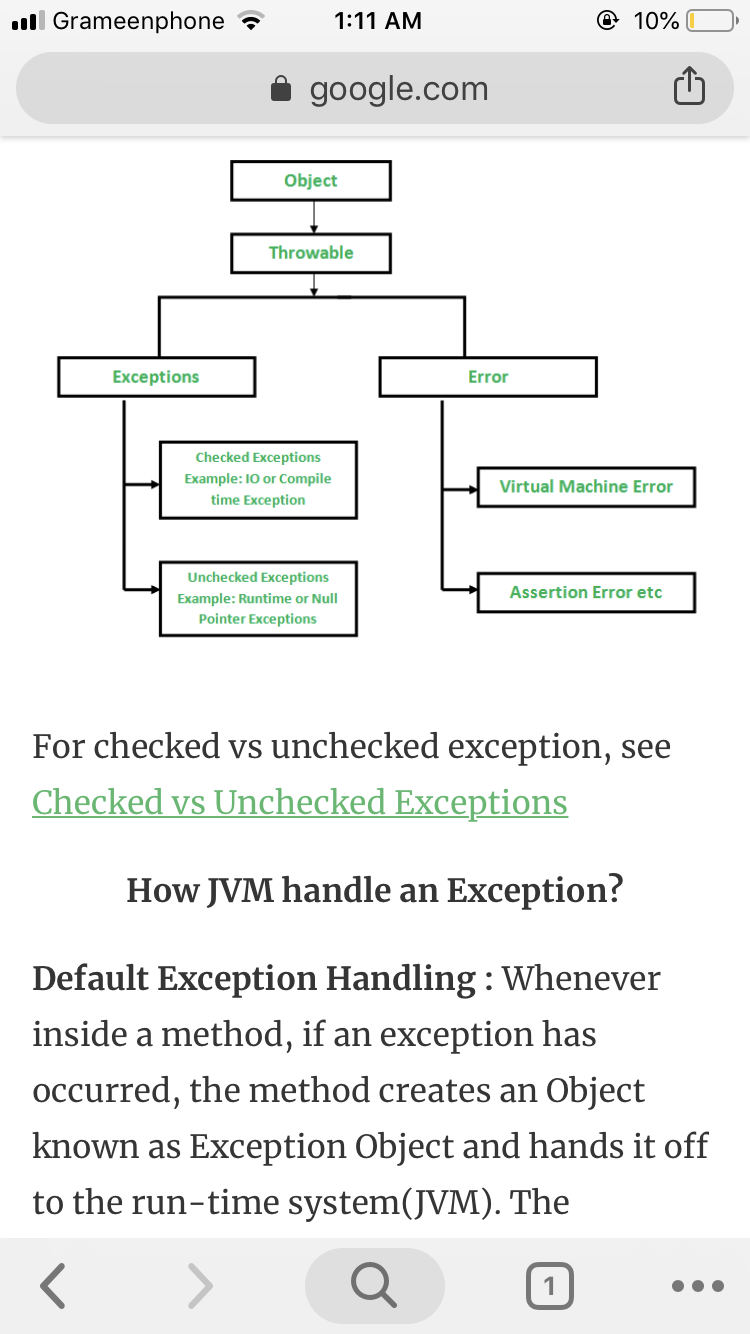 Grameenphone 1:11 AM 10%
google.com
Object
Throwable
Exceptions
Error
Checked Exceptions
Example: IO or Compile
time Exception
Virtual Machine Error
Unchecked Exceptions
Example: Runtime or Null
Pointer Exceptions
Assertion Error etc
For checked vs unchecked exception, see
Checked vs Unchecked Exceptions
How JVM handle an Exception?
Default Exception Handling : Whenever
inside a method, if an exception has
occurred, the method creates an Object
known as Exception Object and hands it off
to the run-time system(JVM). The
1